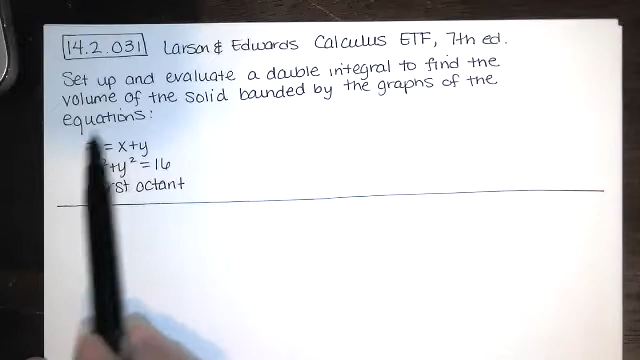 14.2.031 Larson & Edwards Calculus ETF, 7th ed.
Set up and evaluate a double integral to find the
volume of the solid bounded by the graphs of the
equations:
= x+y
+y² = 16
octant